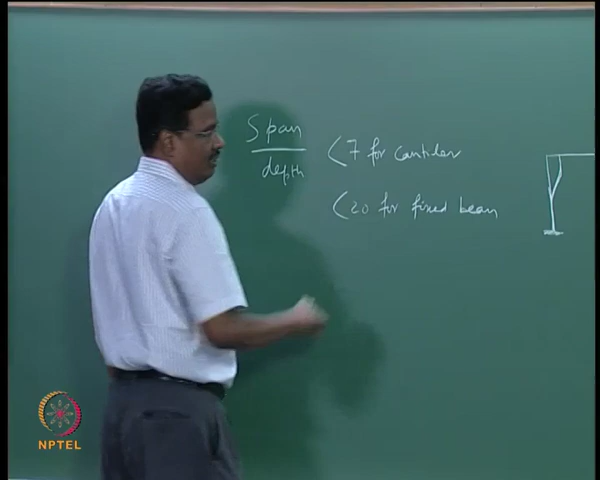 Span
depth
< 7 for cantilever
< 20 for fixed beam
NPTEL